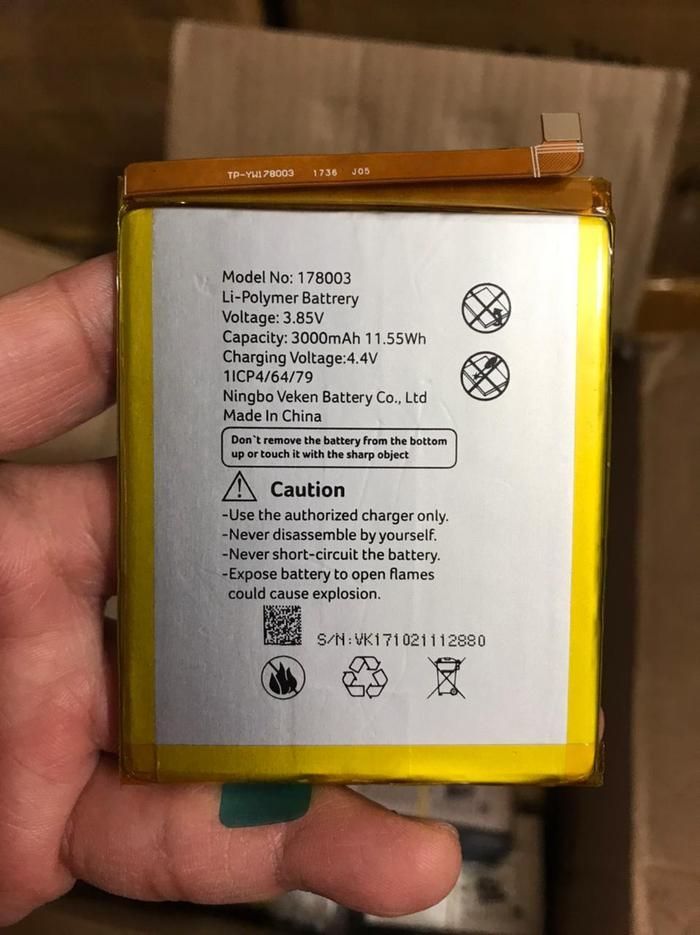 TP-YW178003 1736 J05
Model No: 178003
Li-Polymer Battrery
Voltage: 3.85V
Capacity: 3000mAh 11.55Wh
Charging Voltage:4.4V
1ICP4/64/79
Ningbo Veken Battery Co., Ltd
Made In China
Don`t remove the battery from the bottom
up or touch it with the sharp object
Caution
-Use the authorized charger only.
-Never disassemble by yourself.
-Never short-circuit the battery.
-Expose battery to open flames
could cause explosion.
S/N:VK171021112880